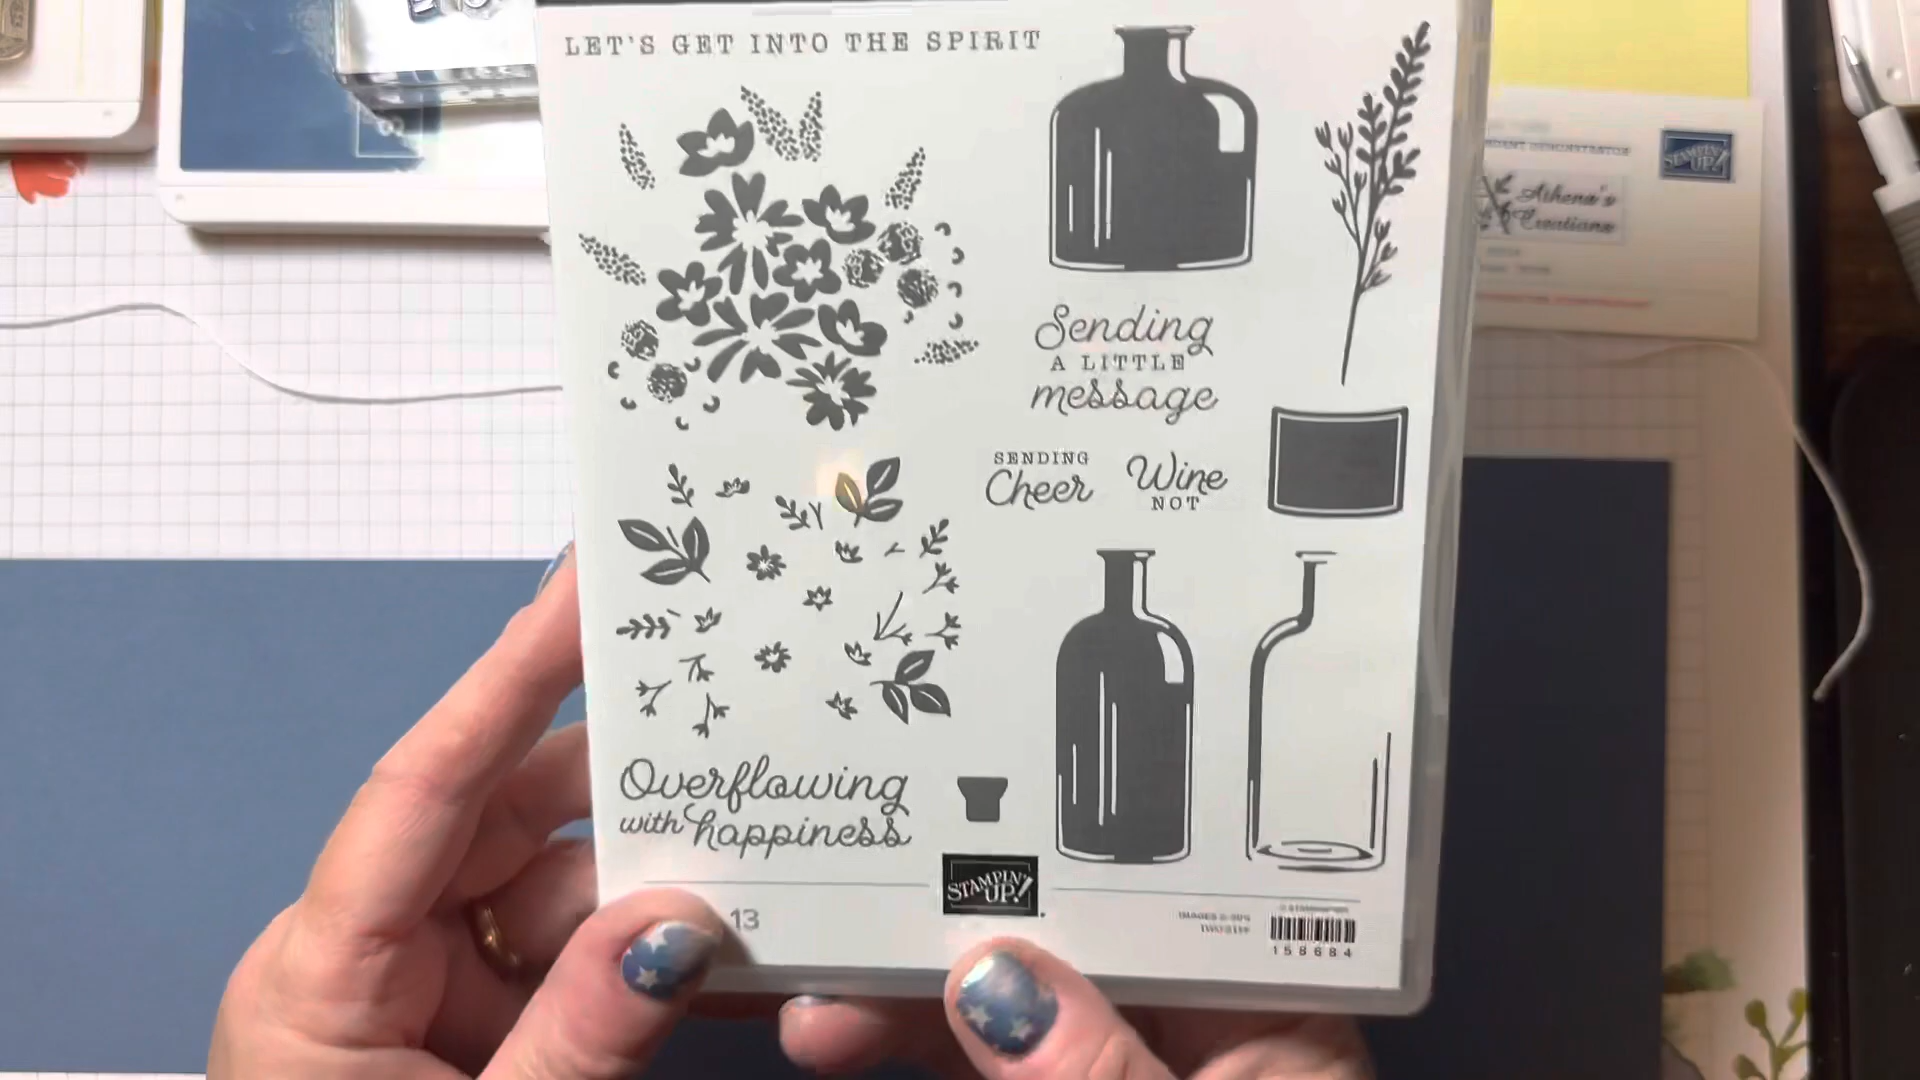 LET'S GET INTO THE SPIRIT
Sending
A LITTLE
message
SENDING
Cheer
Wine
NOT
Overflowing
with happiness
STAMPIN'
UP!
13
158684
DEMONSTRATOR
STAMPIN'
UP!
Athena's
Creations